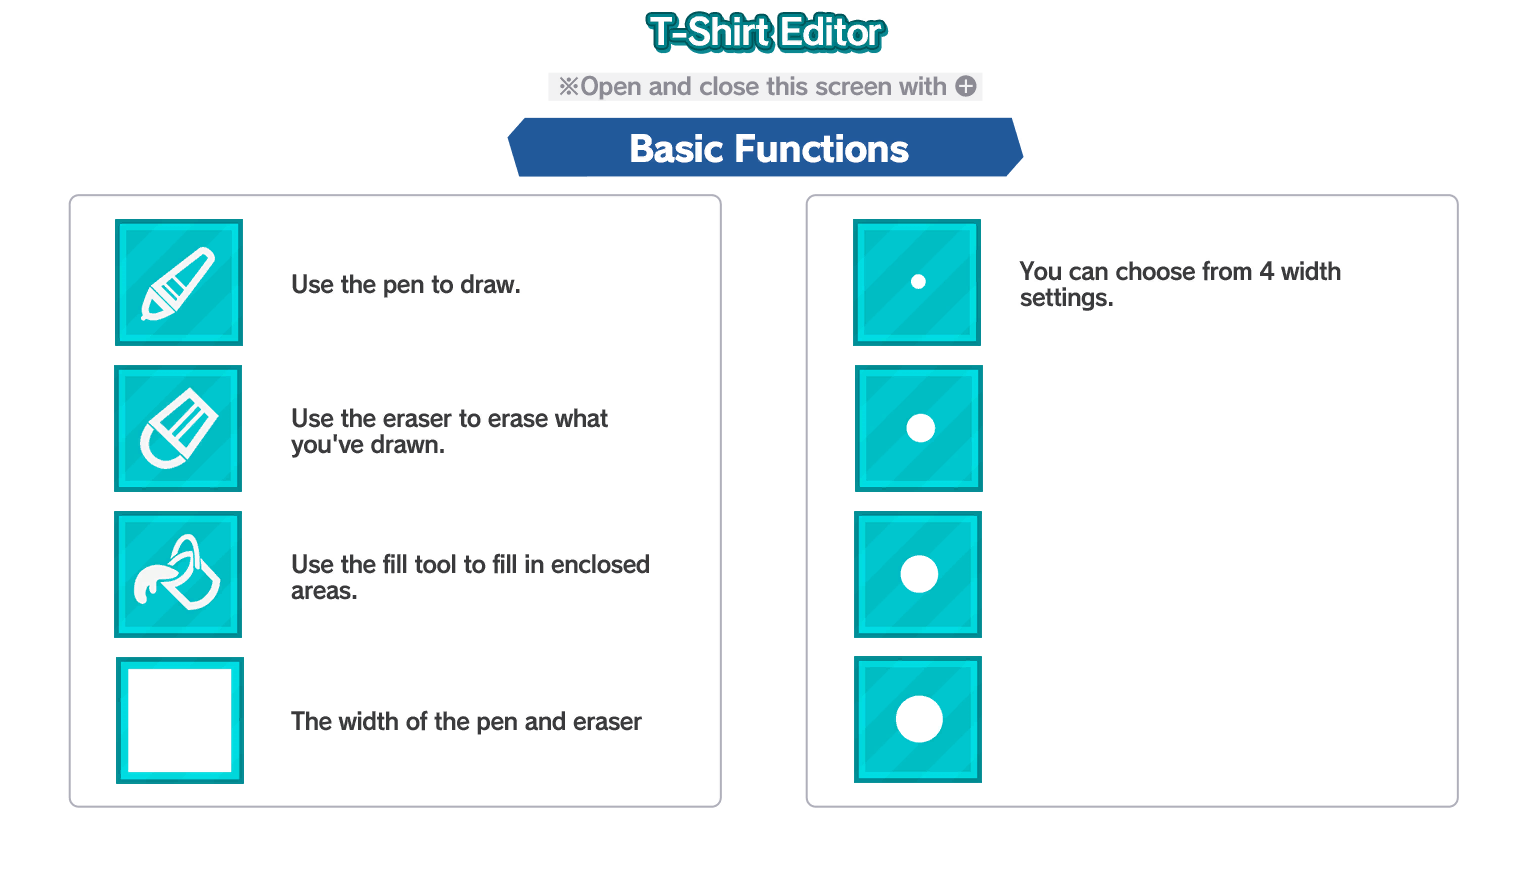 T-Shirt Editor
※Open and close this screen with ⊕
Basic Functions
Use the pen to draw.
Use the eraser to erase what
you've drawn.
Use the fill tool to fill in enclosed
areas.
The width of the pen and eraser
You can choose from 4 width
settings.